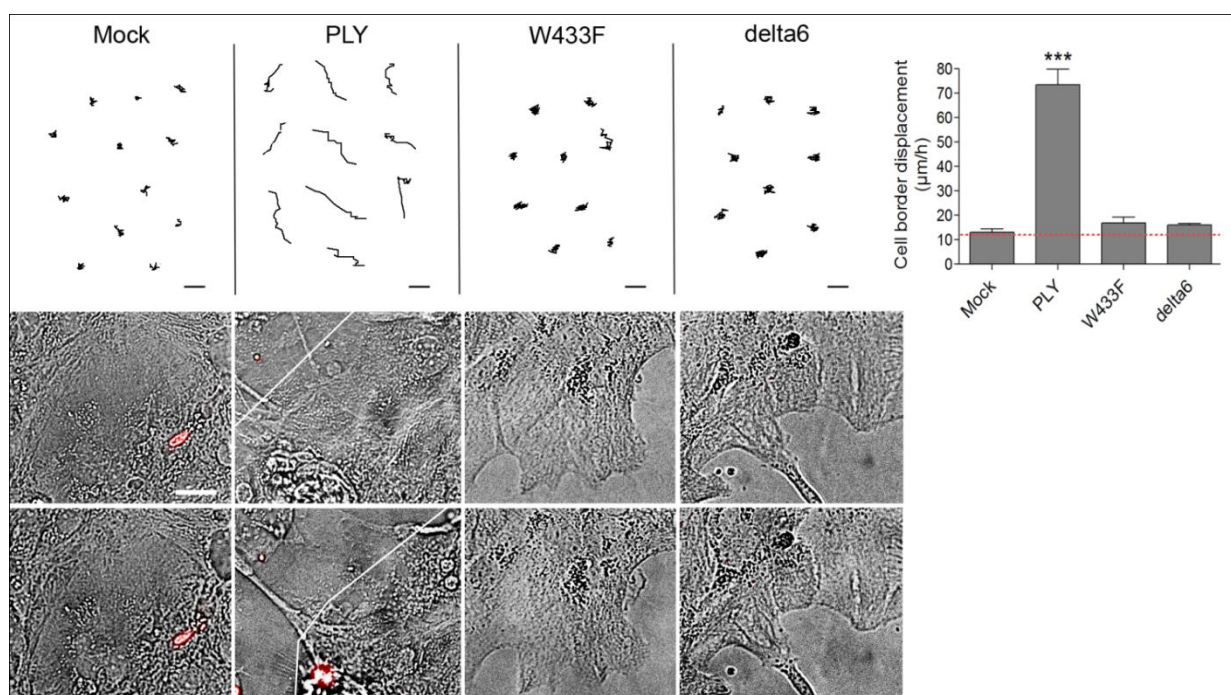 Mock
PLY
W433F
delta6
***
Cell border displacement
(µm/h)
80
70
60
50
40
30
20
10
0
Mock
PLY
W433F
delta6